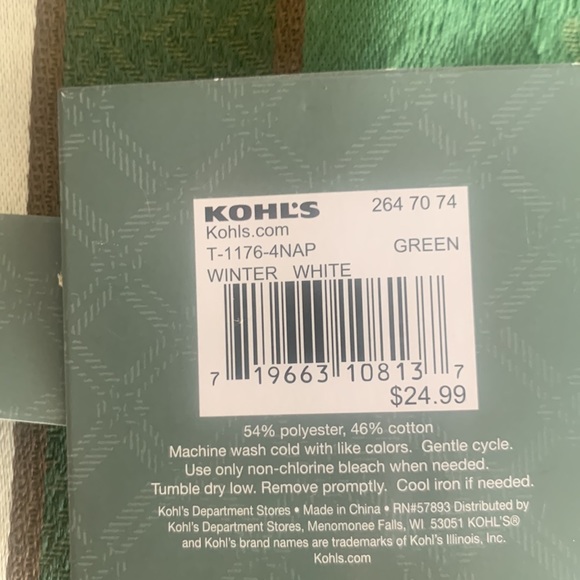 KOHL'S 264 70 74
Kohls.com
T-1176-4NAP GREEN
WINTER WHITE
7 19663 10813 7
$24.99
54% polyester, 46% cotton
Machine wash cold with like colors. Gentle cycle.
Use only non-chlorine bleach when needed.
Tumble dry low. Remove promptly. Cool iron if needed.
Kohl's Department Stores • Made in China • RN#57893 Distributed by
Kohl's Department Stores, Menomonee Falls, WI 53051 KOHL'S®
and Kohl's brand names are trademarks of Kohl's Illinois, Inc.
Kohls.com